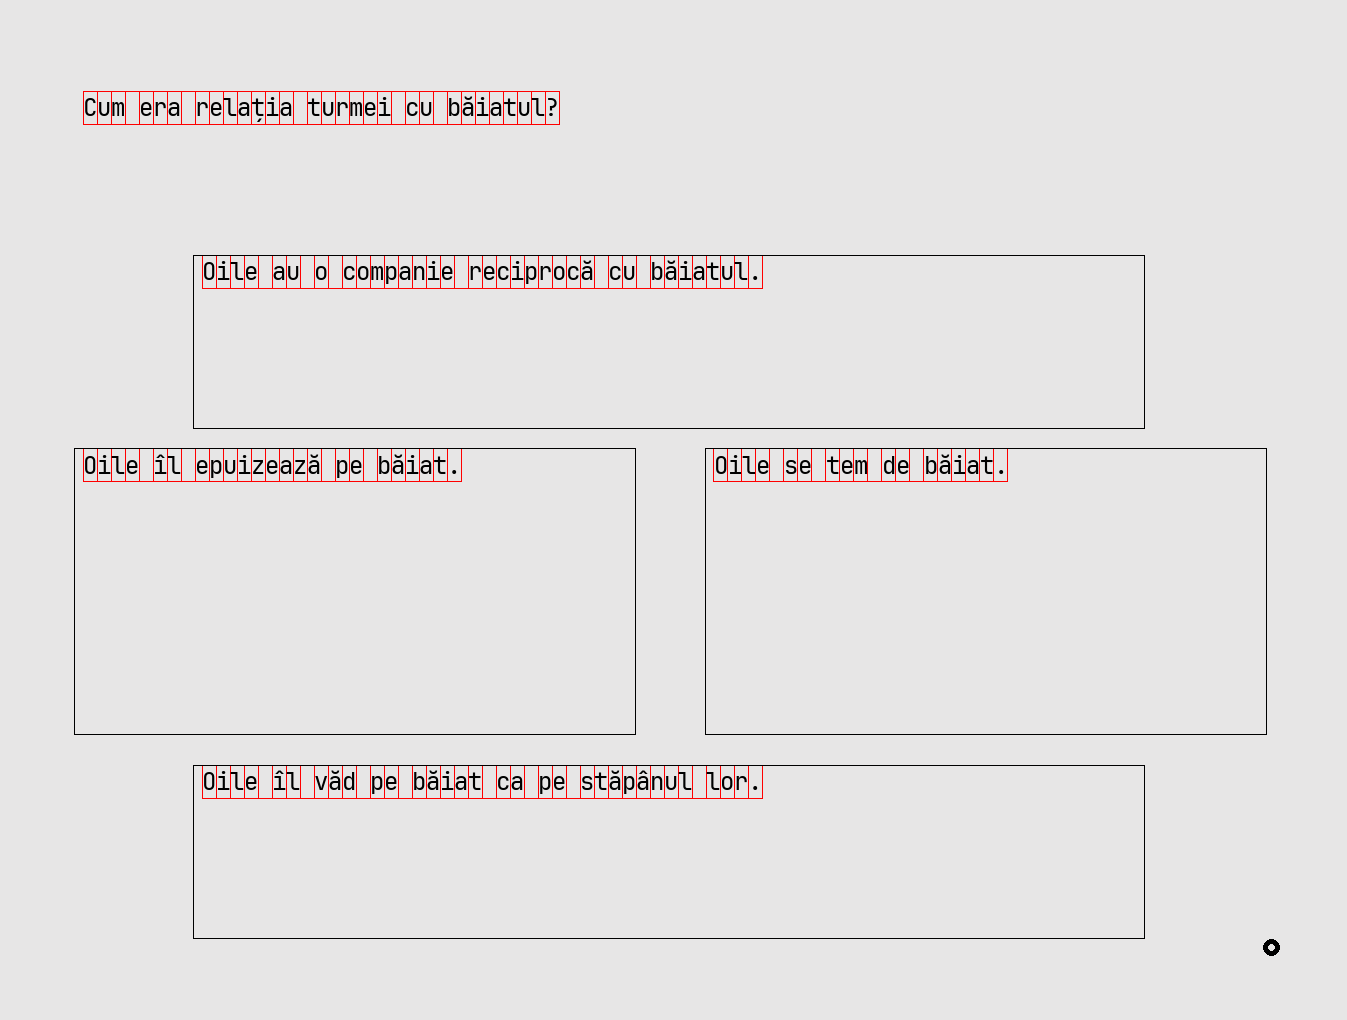 Cum era relația turmei cu băiatul?
Oile au o companie reciprocă cu băiatul.
Oile îl epuizează pe băiat.
Oile se tem de băiat.
Oile îl văd pe băiat ca pe stăpânul lor.